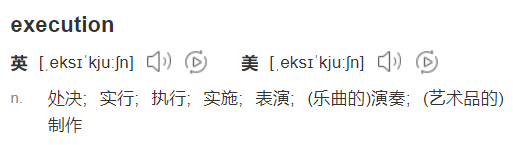 execution
英 [ˌeksɪˈkjuːʃn] 美 [ˌeksɪˈkjuːʃn]
n. 处决; 实行; 执行; 实施; 表演; (乐曲的)演奏; (艺术品的)
制作